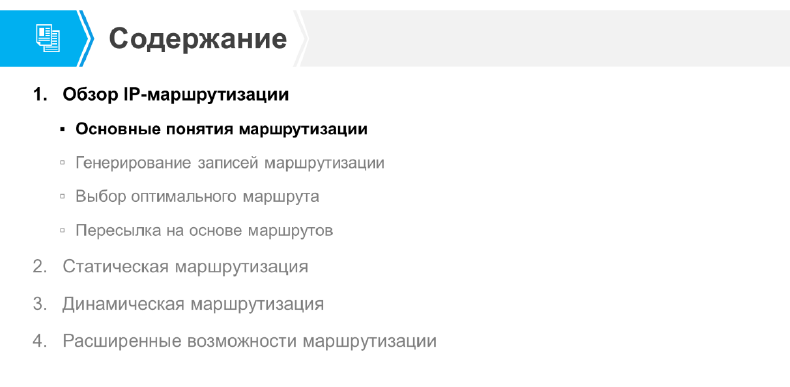 Содержание
1. Обзор IP-маршрутизации
▪ Основные понятия маршрутизации
▫ Генерирование записей маршрутизации
▫ Выбор оптимального маршрута
▫ Пересылка на основе маршрутов
2. Статическая маршрутизация
3. Динамическая маршрутизация
4. Расширенные возможности маршрутизации